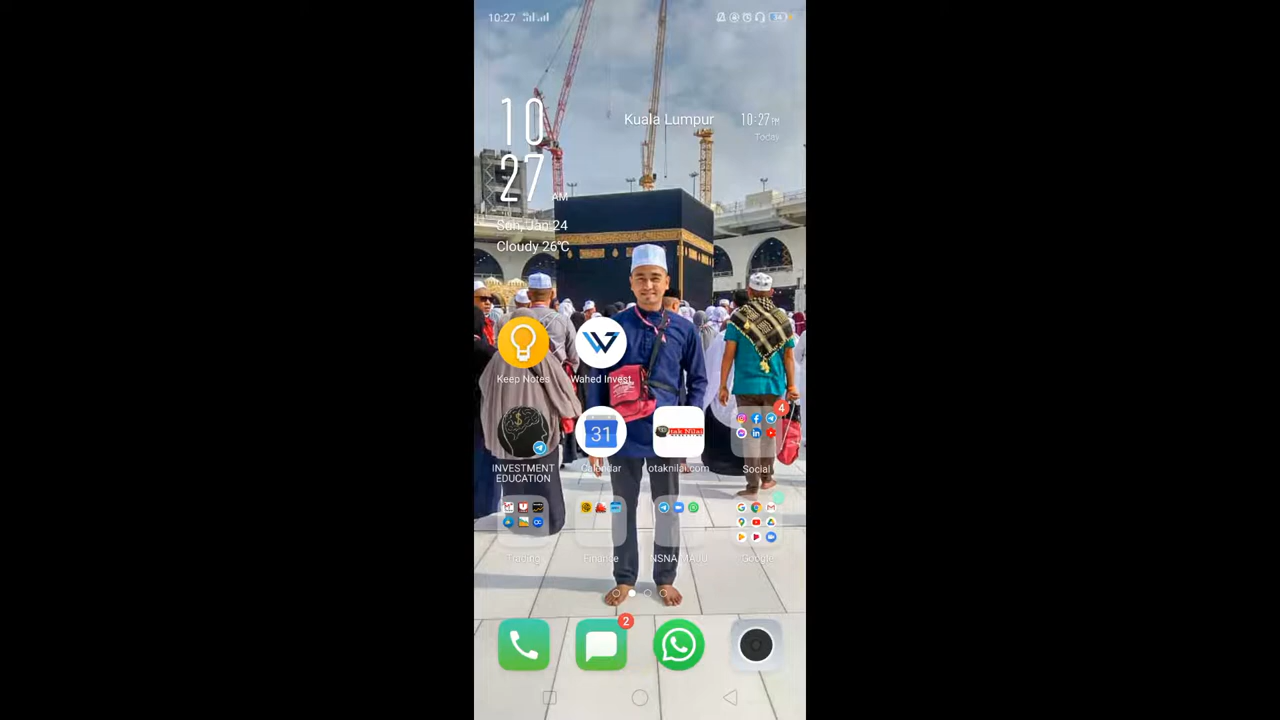 10:27
10
27
AM
Sun, Jan 24
Cloudy 26°C
Kuala Lumpur
10:27PM
Today
Keep Notes
Wahed Invest
INVESTMENT
EDUCATION
31
Calendar
otaknilai.com
4
Social
Trading
Finance
NSNA MAJU
Google
2